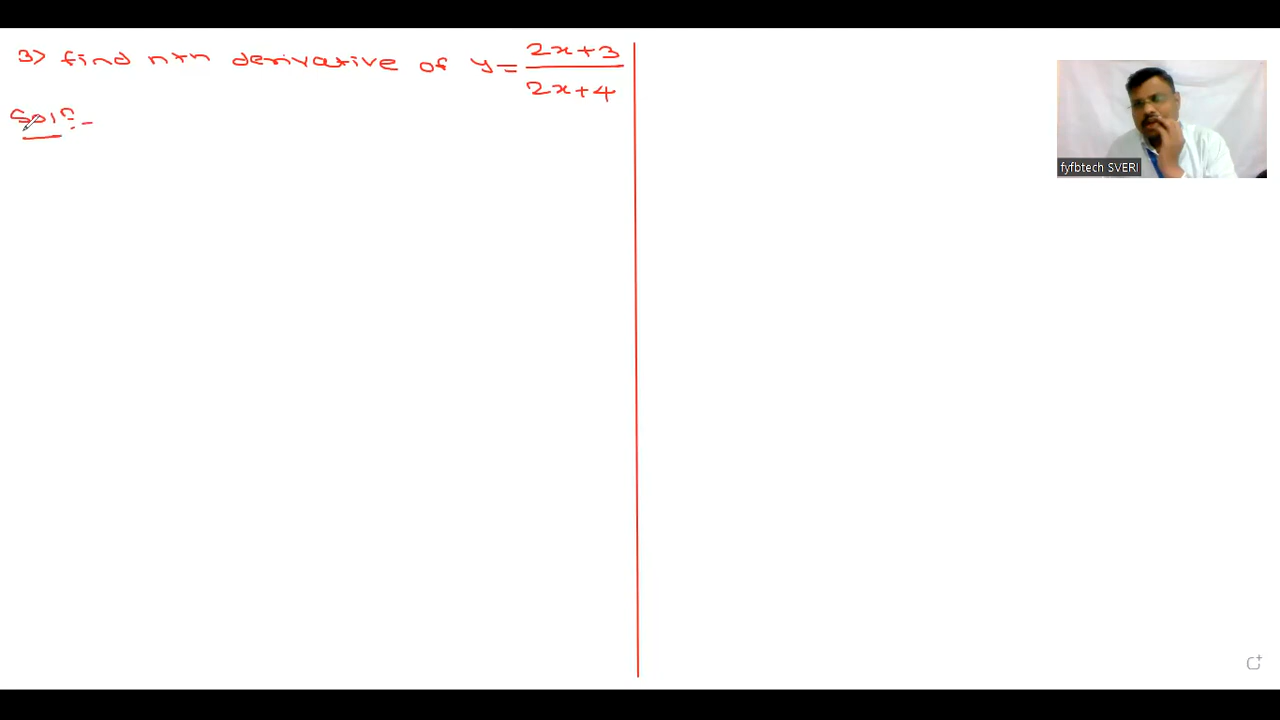 3) find nth derivative of y = 2x+3 / 2x+4
Sol?:-
fyfbtech SVERI